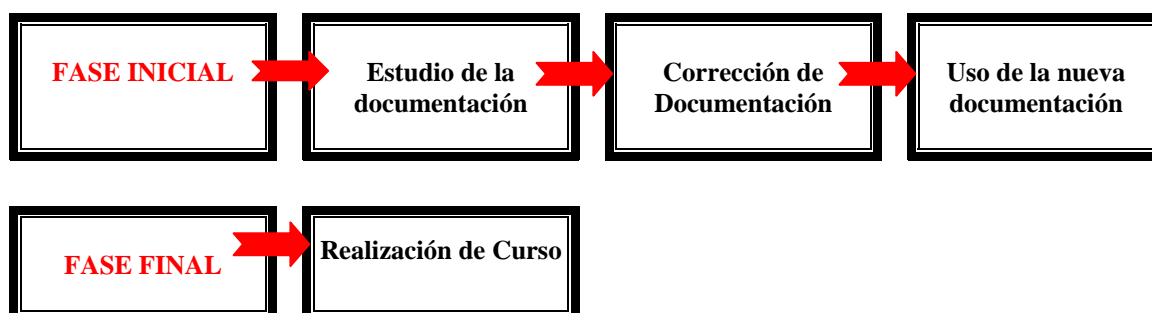 FASE INICIAL
Estudio de la
documentación
Corrección de
Documentación
Uso de la nueva
documentación
FASE FINAL
Realización de Curso